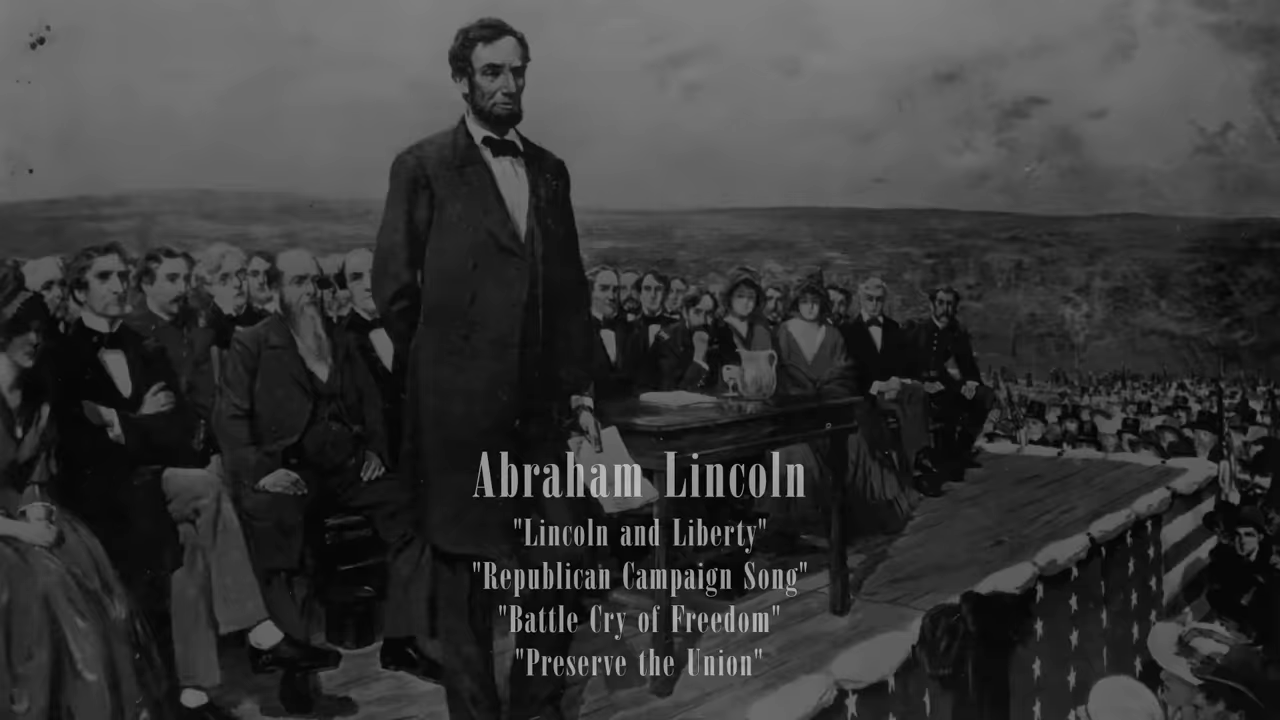 Abraham Lincoln
"Lincoln and Liberty"
"Republican Campaign Song"
"Battle Cry of Freedom"
"Preserve the Union"